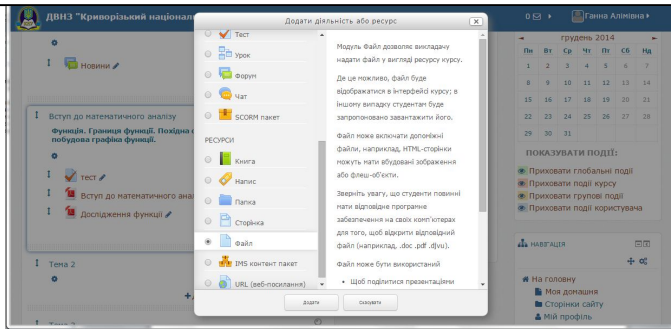 ДВНЗ "Криворізький націонал
0
Ганна Алімівна
Новини
Вступ до математичного аналізу
Функція. Границя функції. Похідна
побудова графіка функції.
тест
Вступ до математичного ана
Дослідження функції
Тема 2
Додати діяльність або ресурс
Тест
Урок
Форум
Чат
SCORM пакет
РЕСУРСИ
Книга
Напис
Папка
Сторінка
Файл
IMS контент пакет
URL (веб-посилання)
Модуль Файл дозволяє викладачу
надати файл у вигляді ресурсу курсу.
Де це можливо, файл буде
відображатися в інтерфейсі курсу; в
іншому випадку студентам буде
запропоновано завантажити його.
Файл може включати допоміжні
файли, наприклад, HTML-сторінки
можуть мати вбудовані зображення
або флеш-об'єкти.
Зверніть увагу, що студенти повинні
мати відповідне програмне
забезпечення на своїх комп'ютерах
для того, щоб відкрити відповідний
файл (наприклад, .doc .pdf .djvu).
Файл може бути використаний
• Щоб поділитися презентаціями
Додати
Скасувати
грудень 2014
Пн Вт Ср Чт Пт Сб Нд
1 2 3 4 5 6 7
8 9 10 11 12 13 14
15 16 17 18 19 20 21
22 23 24 25 26 27 28
29 30 31
ПОКАЗУВАТИ ПОДІЇ:
Приховати глобальні події
Приховати події курсу
Приховати групові події
Приховати події користувача
НАВІГАЦІЯ
На головну
Моя домашня
Сторінки сайту
Мій профіль